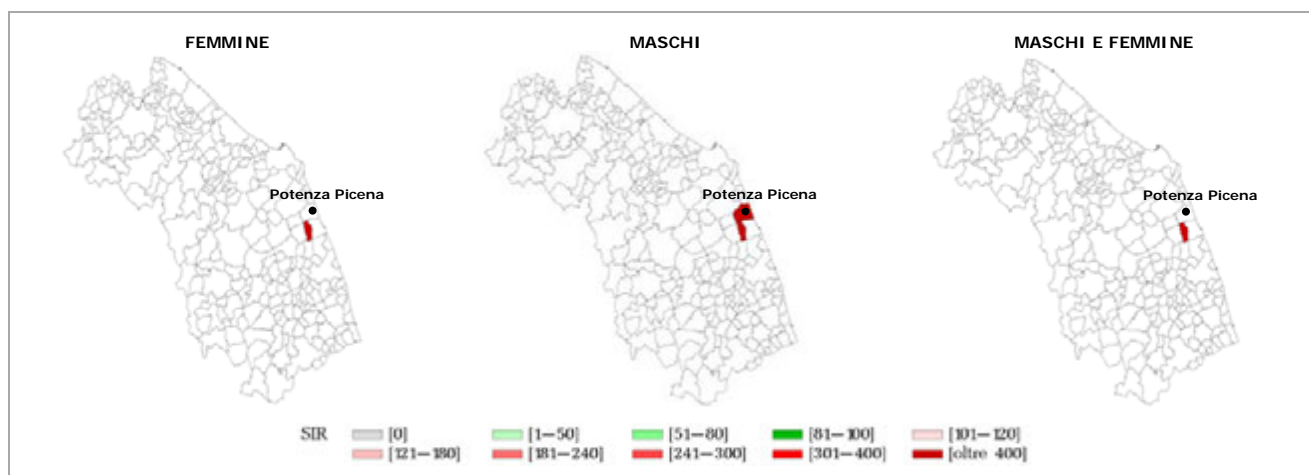 FEMMINE MASCHI MASCHI E FEMMINE
Potenza Picena Potenza Picena Potenza Picena
SIR [0] [1—50] [51—80] [81—100] [101—120]
[121—180] [181—240] [241—300] [301—400] [oltre 400]